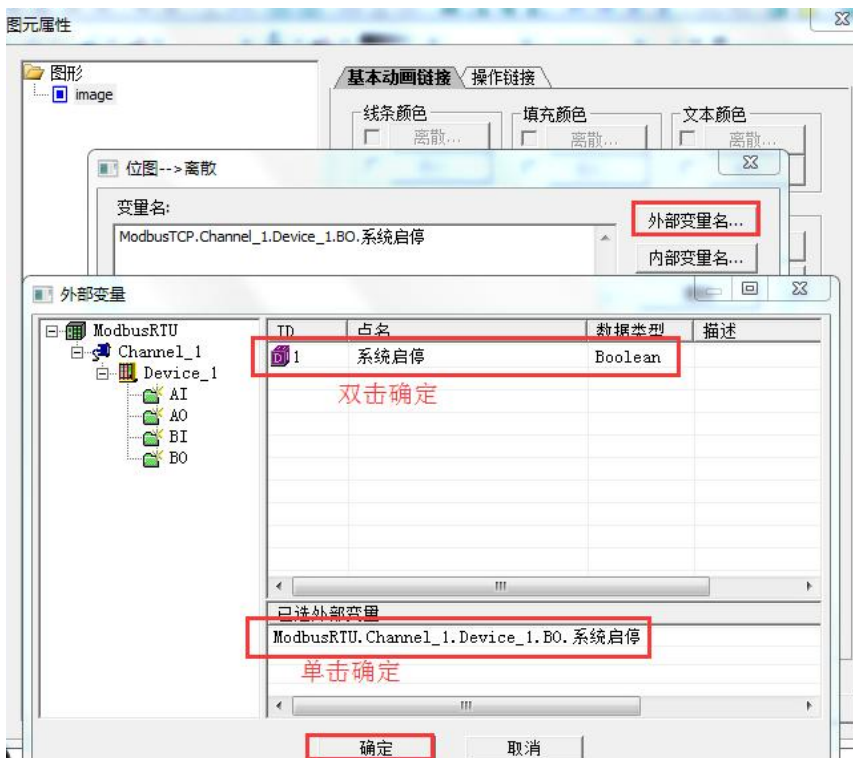 图元属性
图形
image
基本动画链接 操作链接
线条颜色 填充颜色 文本颜色
离散... 离散... 离散...
位图-->离散
变量名:
外部变量名...
ModbusTCP.Channel_1.Device_1.BO.系统启停
内部变量名...
外部变量
ModbusRTU
Channel_1
Device_1
AI
AO
BI
BO
ID 点名 数据类型 描述
1 系统启停 Boolean
双击确定
已选外部变量
ModbusRTU.Channel_1.Device_1.BO.系统启停
单击确定
确定 取消